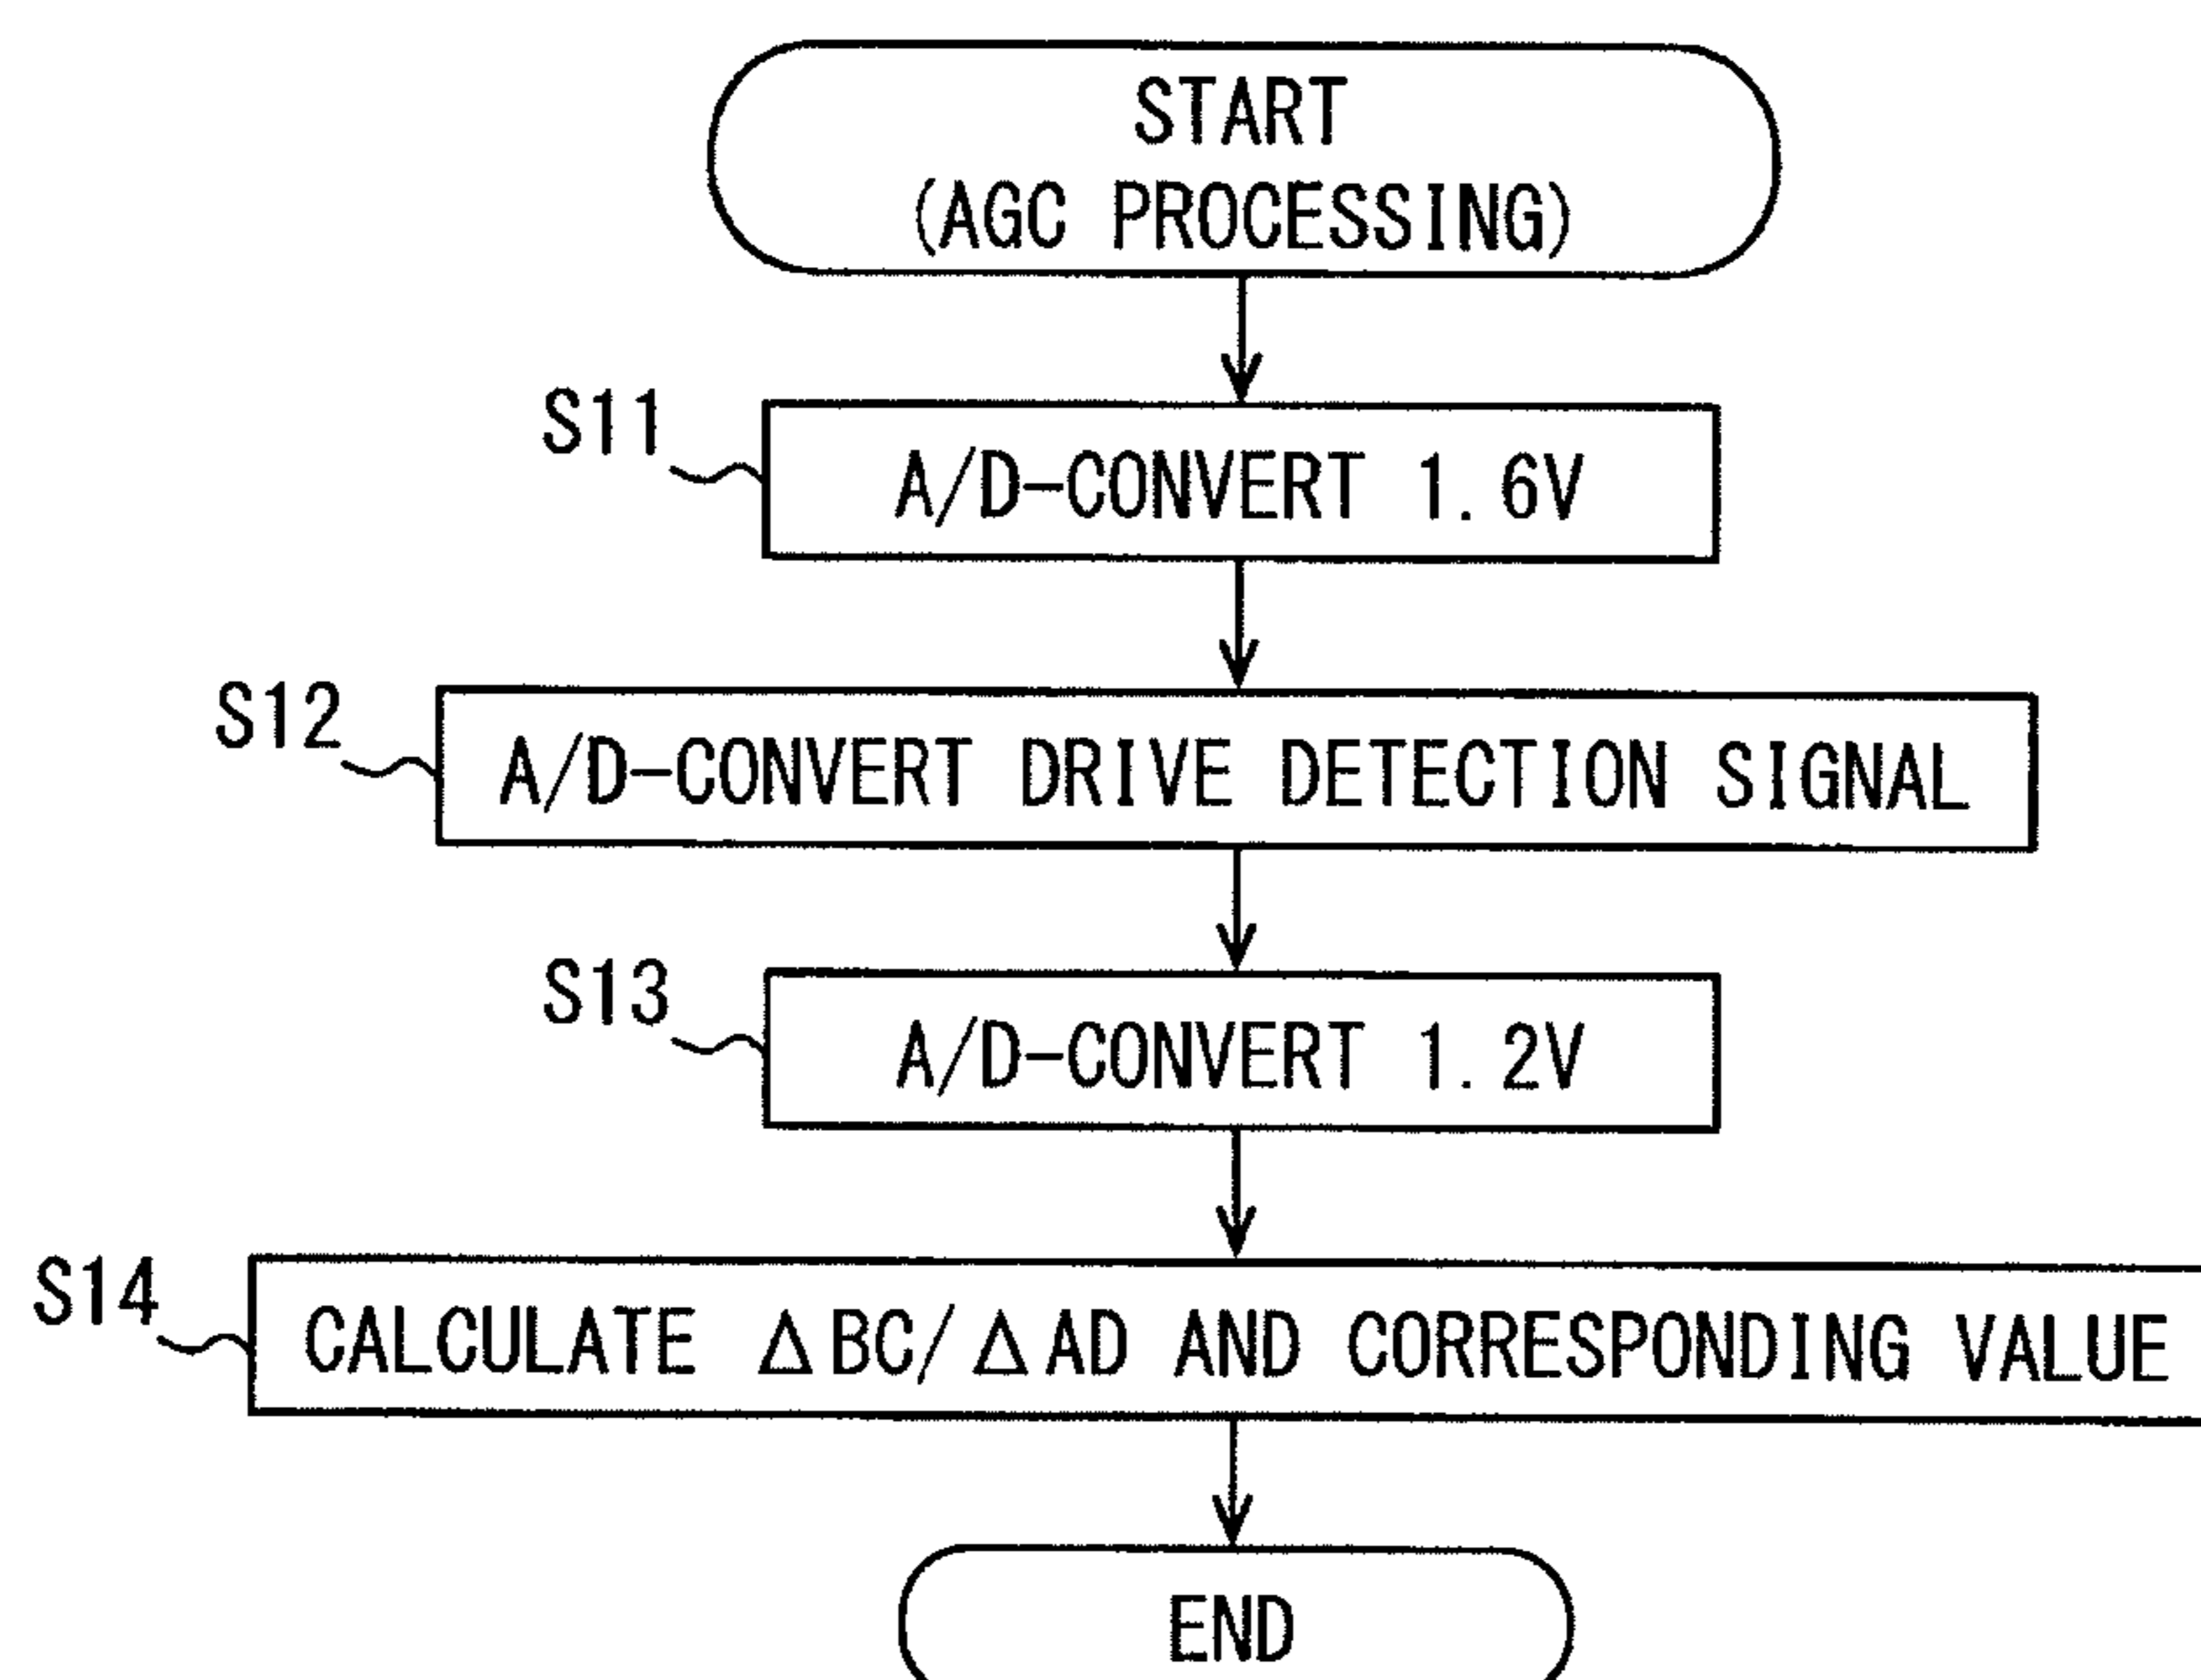 START
(AGC PROCESSING)
S11
A/D-CONVERT 1.6V
S12
A/D-CONVERT DRIVE DETECTION SIGNAL
S13
A/D-CONVERT 1.2V
S14
CALCULATE ΔBC/ΔAD AND CORRESPONDING VALUE
END